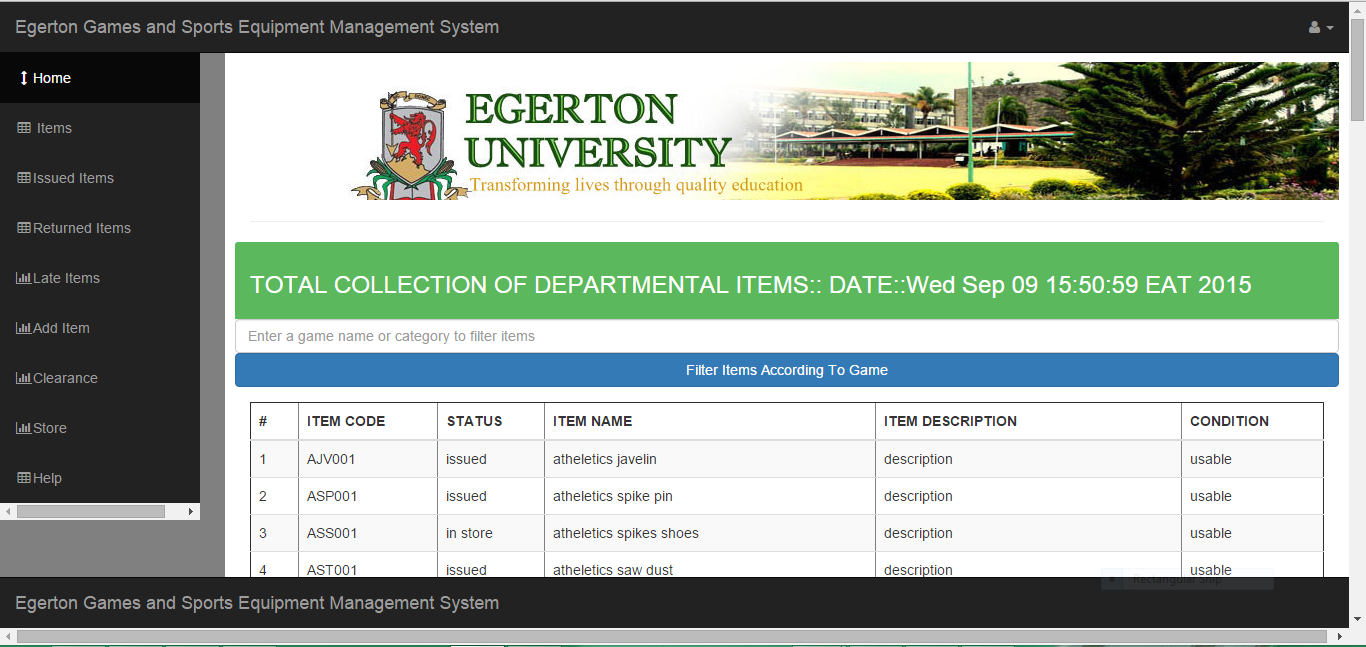 Egerton Games and Sports Equipment Management System
Home
Items
Issued Items
Returned Items
Late Items
Add Item
Clearance
Store
Help
EGERTON
UNIVERSITY
Transforming lives through quality education
TOTAL COLLECTION OF DEPARTMENTAL ITEMS:: DATE::Wed Sep 09 15:50:59 EAT 2015
Enter a game name or category to filter items
Filter Items According To Game
# ITEM CODE STATUS ITEM NAME ITEM DESCRIPTION CONDITION
1 AJV001 issued atheletics javelin description usable
2 ASP001 issued atheletics spike pin description usable
3 ASS001 in store atheletics spikes shoes description usable
4 AST001 issued atheletics saw dust description usable
Rectangular Snip
Egerton Games and Sports Equipment Management System